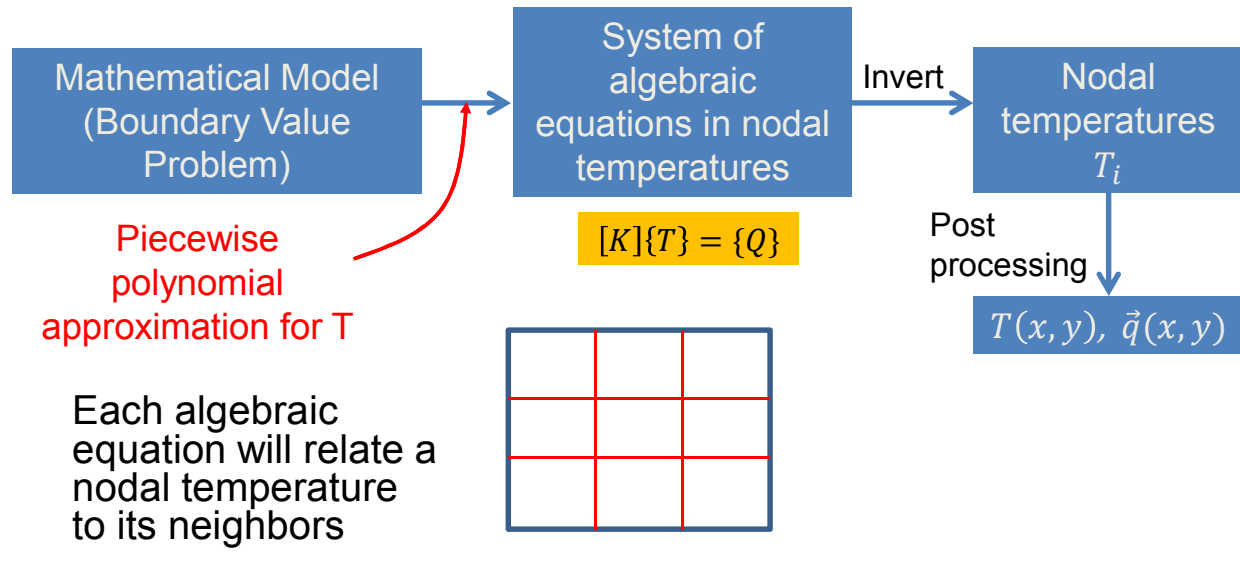 Mathematical Model
(Boundary Value
Problem)
System of
algebraic
equations in nodal
temperatures
Invert
Nodal
temperatures
𝑇𝑖
Piecewise
polynomial
approximation for T
[𝐾]{𝑇} = {𝑄}
Post
processing
𝑇(𝑥, 𝑦), 𝑞⃗(𝑥, 𝑦)
Each algebraic
equation will relate a
nodal temperature
to its neighbors